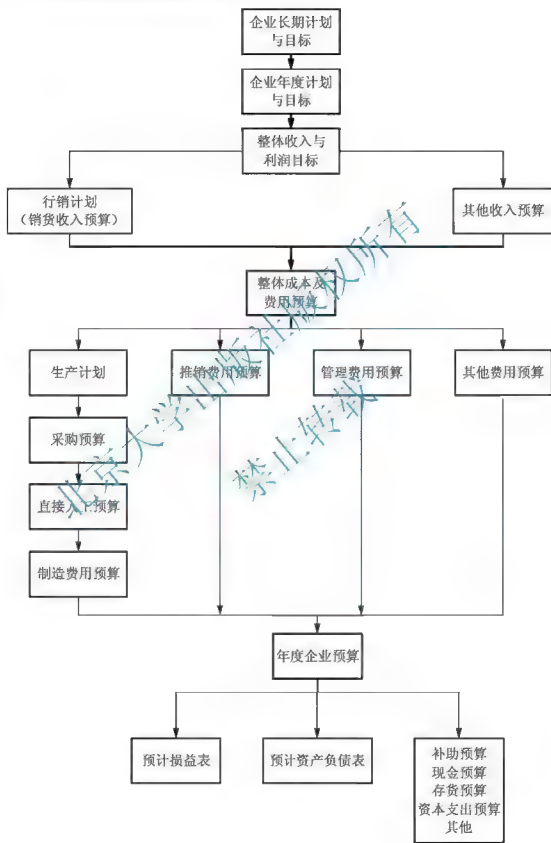 企业长期计划
与目标
企业年度计划
与目标
整体收入与
利润目标
行销计划
（销货收入预算）
其他收入预算
整体成本及
费用预算
生产计划
推销费用预算
管理费用预算
其他费用预算
采购预算
直接人工预算
制造费用预算
年度企业预算
预计损益表
预计资产负债表
补助预算
现金预算
存货预算
资本支出预算
其他
北京大学出版社版权所有
禁止转载